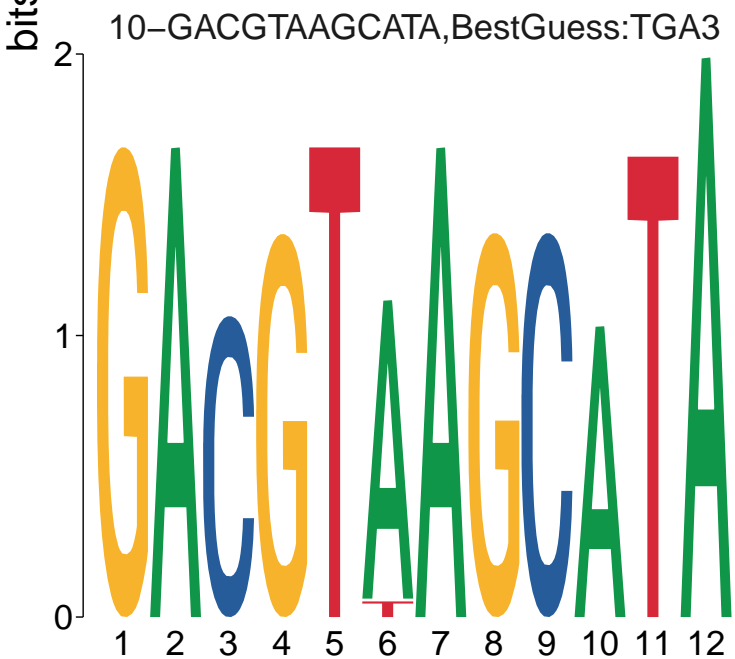 10–GACGTAAGCATA,BestGuess:TGA3
bits
2
1
0
GACGTAAGCATA
T
1 2 3 4 5 6 7 8 9 10 11 12